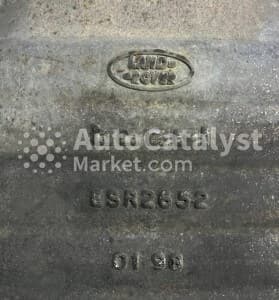 LAND-
-ROVER
AutoCatalyst
Market.com
ESR2652
01 98